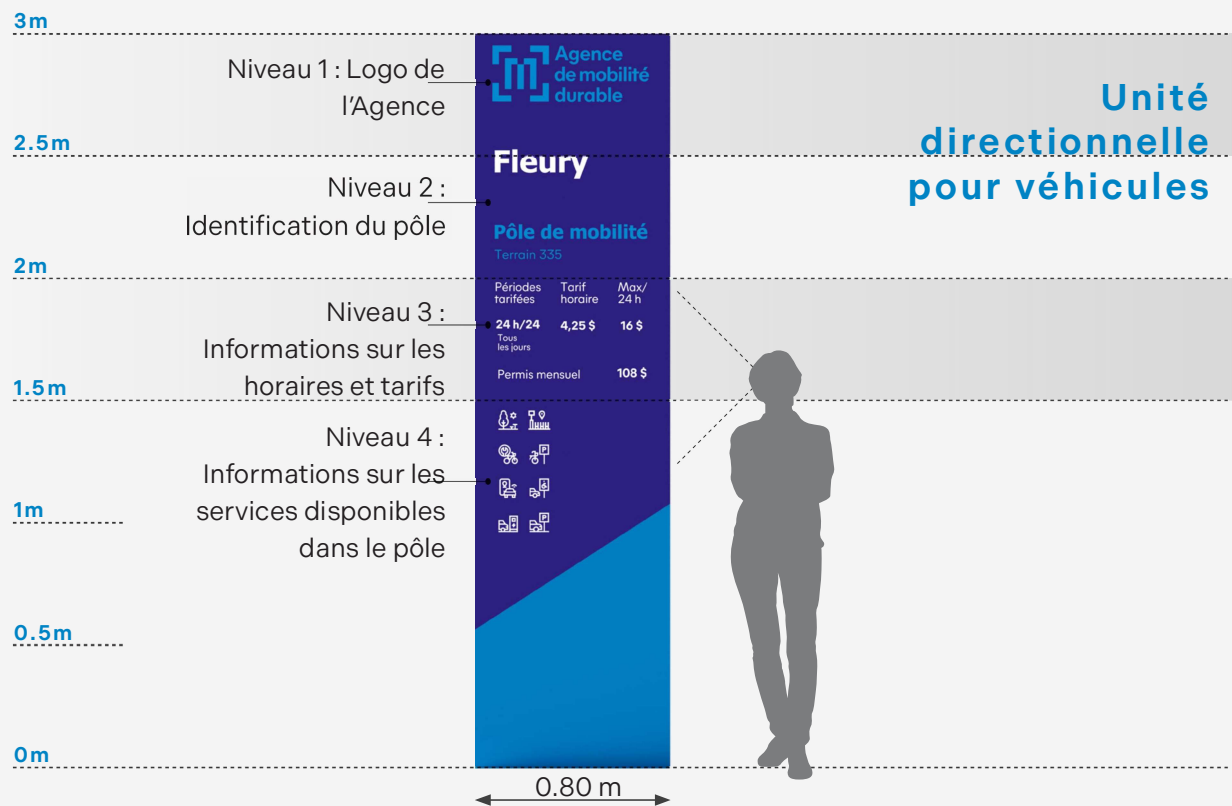 3m
Niveau 1 : Logo de
l'Agence
2.5m
Niveau 2 :
Identification du pôle
2m
Niveau 3 :
Informations sur les
horaires et tarifs
1.5m
Niveau 4 :
Informations sur les
services disponibles
dans le pôle
1m
0.5m
0m
Agence
de mobilité
durable
Fleury
Pôle de mobilité
Terrain 335
Périodes tarifées Tarif horaire Max/ 24 h
24 h/24 4,25 $ 16 $
Tous
les jours
Permis mensuel 108 $
P
P
P
0.80 m
Unité
directionnelle
pour véhicules